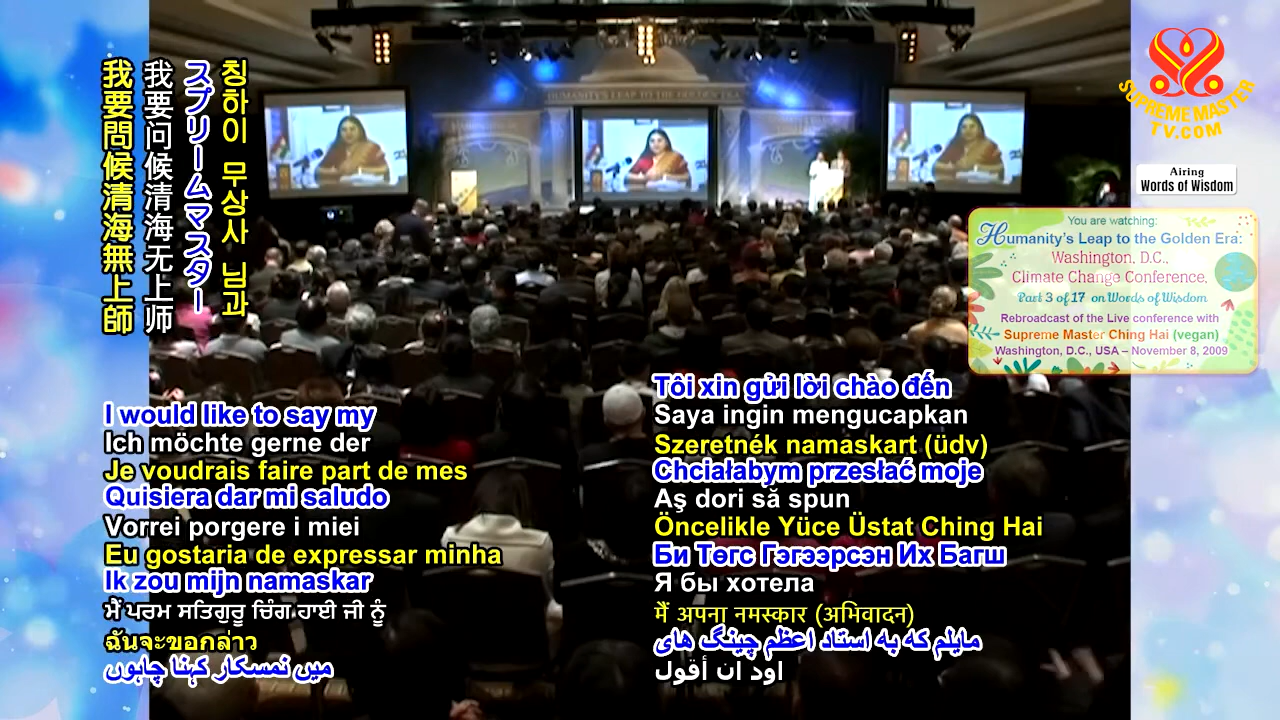 我要問候清海無上師
我要问候清海无上师
スプリームマスター
칭하이 무상사 님과
HUMANITY'S LEAP TO THE GOLDEN ERA
SUPREME MASTER
TV.COM
Airing
Words of Wisdom
You are watching:
Humanity's Leap to the Golden Era:
Washington, D.C.,
Climate Change Conference,
Part 3 of 17 on Words of Wisdom
Rebroadcast of the Live conference with
Supreme Master Ching Hai (vegan)
Washington, D.C., USA – November 8, 2009
I would like to say my
Ich möchte gerne der
Je voudrais faire part de mes
Quisiera dar mi saludo
Vorrei porgere i miei
Eu gostaria de expressar minha
Ik zou mijn namaskar
ਮੈਂ ਪਰਮ ਸਤਿਗੁਰੂ ਚਿੰਗ ਹਾਈ ਜੀ ਨੂੰ
ฉันจะขอกล่าว
میں نمسکار کہنا چاہوں
Tôi xin gửi lời chào đến
Saya ingin mengucapkan
Szeretnék namaskart (üdv)
Chciałabym przesłać moje
Aş dori să spun
Öncelikle Yüce Üstat Ching Hai
Би Төгс Гэгээрсэн Их Багш
Я бы хотела
मैं अपना नमस्कार (अभिवादन)
مایلم که به استاد اعظم چینگ های
اود ان أقول